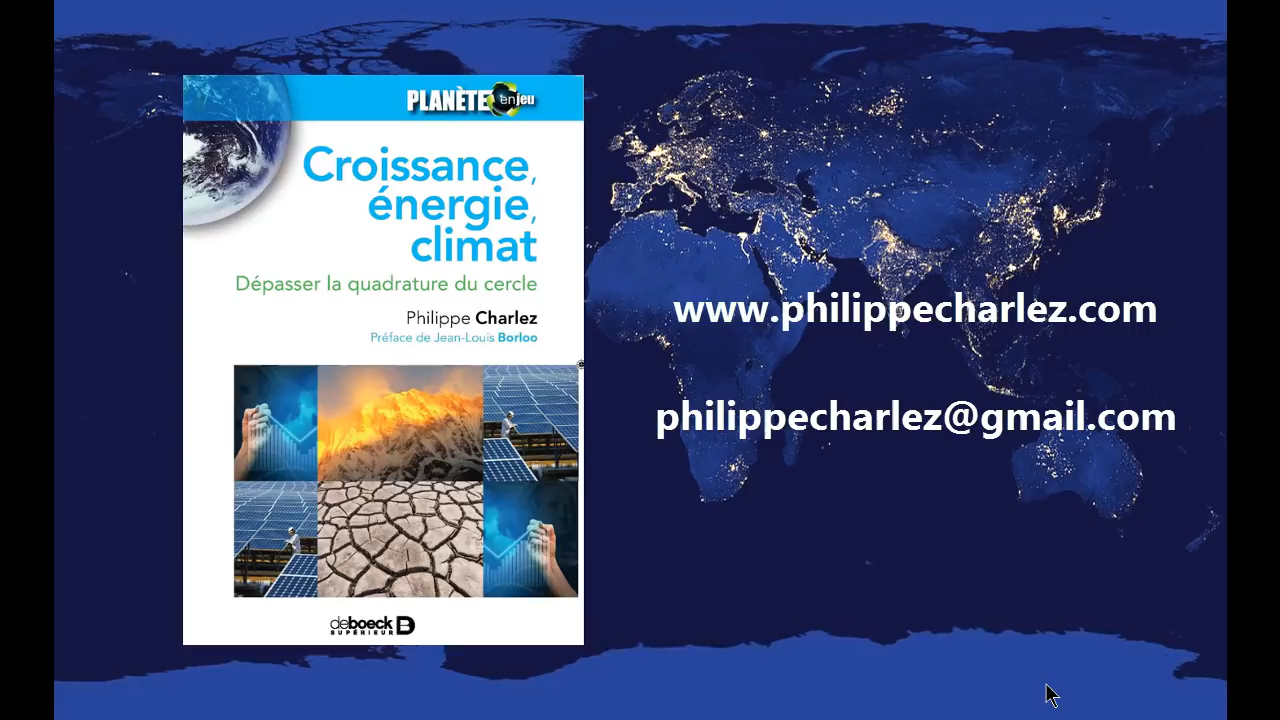 PLANÈTE enjeu
Croissance,
énergie,
climat
Dépasser la quadrature du cercle
Philippe Charlez
Préface de Jean-Louis Borloo
deboeck B
SUPÉRIEUR
www.philippecharlez.com
philippecharlez@gmail.com